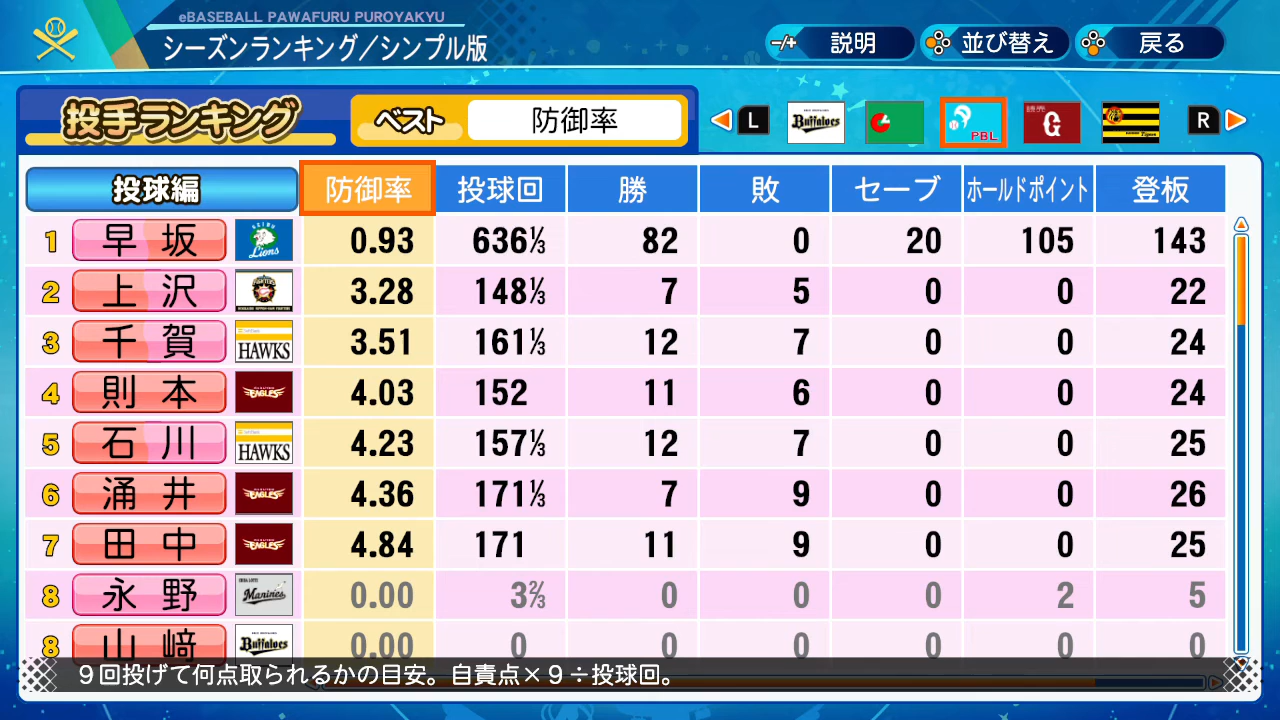 eBASEBALL PAWAFURU PUROYAKYU
シーズンランキング／シンプル版
-/+ 説明 並び替え 戻る
投手ランキング ベスト 防御率 L Buffaloes PBL G Tigers R
投球編 防御率 投球回 勝 敗 セーブ ホールドポイント 登板
1 早坂 SEIBU Lions 0.93 636⅓ 82 0 20 105 143
2 上沢 FIGHTERS 3.28 148⅓ 7 5 0 0 22
3 千賀 SoftBank HAWKS 3.51 161⅓ 12 7 0 0 24
4 則本 EAGLES 4.03 152 11 6 0 0 24
5 石川 SoftBank HAWKS 4.23 157⅓ 12 7 0 0 25
6 涌井 EAGLES 4.36 171⅓ 7 9 0 0 26
7 田中 EAGLES 4.84 171 11 9 0 0 25
8 永野 Marines 0.00 3⅔ 0 0 0 2 5
8 山﨑 Buffaloes 0.00 0 0 0 0 0 0
９回投げて何点取られるかの目安。自責点×９÷投球回。